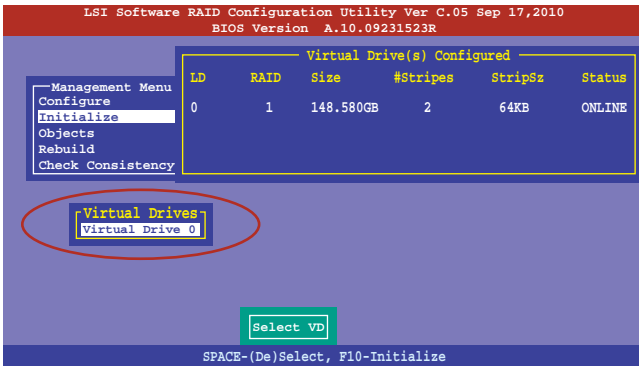 LSI Software RAID Configuration Utility Ver C.05 Sep 17,2010
BIOS Version A.10.09231523R
Virtual Drive(s) Configured
LD RAID Size #Stripes StripSz Status
0 1 148.580GB 2 64KB ONLINE
Management Menu
Configure
Initialize
Objects
Rebuild
Check Consistency
Virtual Drives
Virtual Drive 0
Select VD
SPACE-(De)Select, F10-Initialize